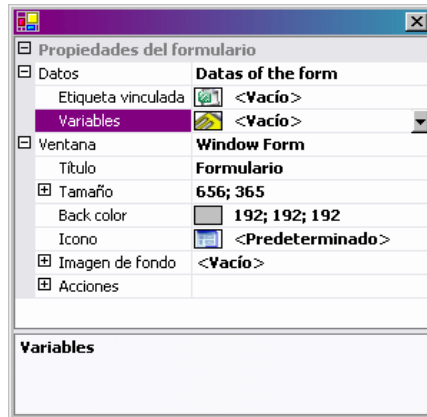 Propiedades del formulario
Datos Datas of the form
Etiqueta vinculada <Vacío>
Variables <Vacío>
Ventana Window Form
Título Formulario
Tamaño 656; 365
Back color 192; 192; 192
Icono <Predeterminado>
Imagen de fondo <Vacío>
Acciones
Variables